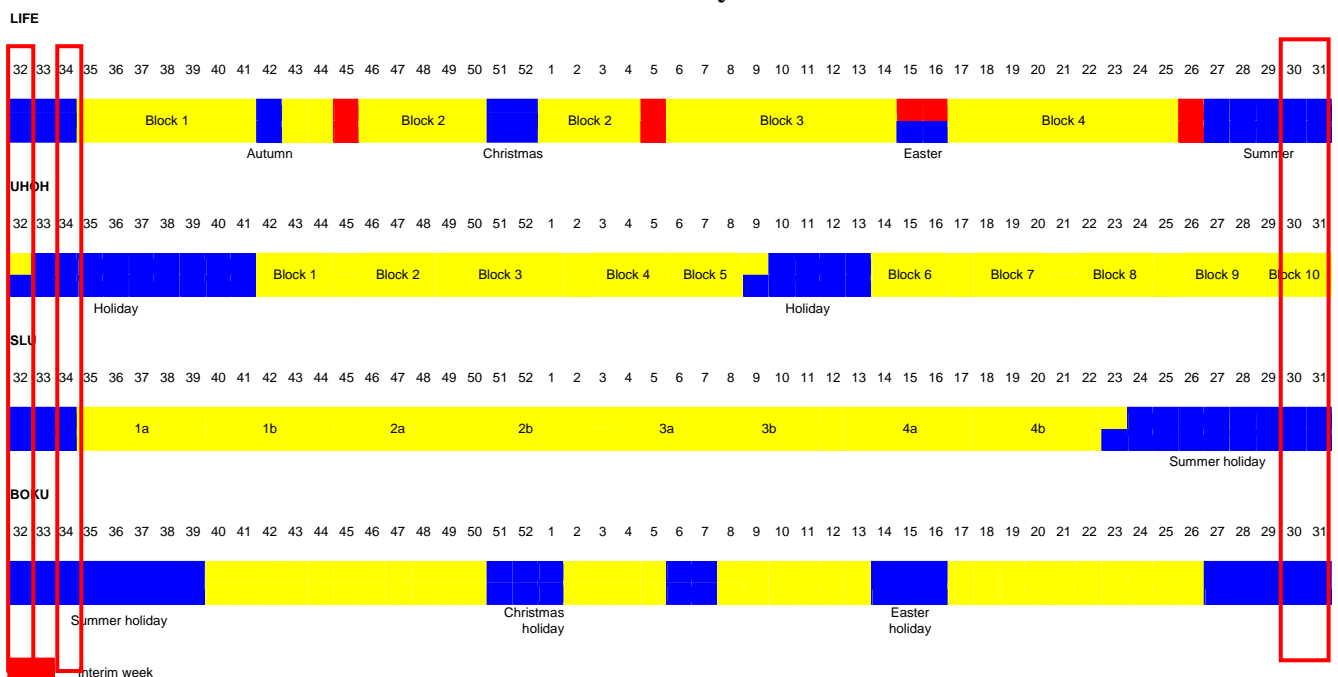 LIFE
32 33 34 35 36 37 38 39 40 41 42 43 44 45 46 47 48 49 50 51 52 1 2 3 4 5 6 7 8 9 10 11 12 13 14 15 16 17 18 19 20 21 22 23 24 25 26 27 28 29 30 31
Block 1 Block 2 Block 2 Block 3 Block 4
Autumn Christmas Easter Summer
UHOH
32 33 34 35 36 37 38 39 40 41 42 43 44 45 46 47 48 49 50 51 52 1 2 3 4 5 6 7 8 9 10 11 12 13 14 15 16 17 18 19 20 21 22 23 24 25 26 27 28 29 30 31
Block 1 Block 2 Block 3 Block 4 Block 5 Block 6 Block 7 Block 8 Block 9 Block 10
Holiday Holiday
SLU
32 33 34 35 36 37 38 39 40 41 42 43 44 45 46 47 48 49 50 51 52 1 2 3 4 5 6 7 8 9 10 11 12 13 14 15 16 17 18 19 20 21 22 23 24 25 26 27 28 29 30 31
1a 1b 2a 2b 3a 3b 4a 4b
Summer holiday
BOKU
32 33 34 35 36 37 38 39 40 41 42 43 44 45 46 47 48 49 50 51 52 1 2 3 4 5 6 7 8 9 10 11 12 13 14 15 16 17 18 19 20 21 22 23 24 25 26 27 28 29 30 31
Summer holiday Christmas holiday Easter holiday
Interim week